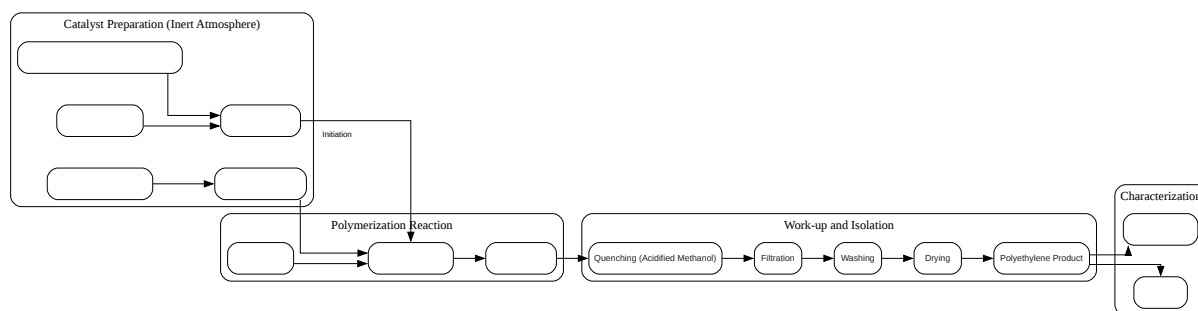 Catalyst Preparation (Inert Atmosphere)
Initiation
Polymerization Reaction
Work-up and Isolation
Characterization
Quenching (Acidified Methanol)
Filtration
Washing
Drying
Polyethylene Product